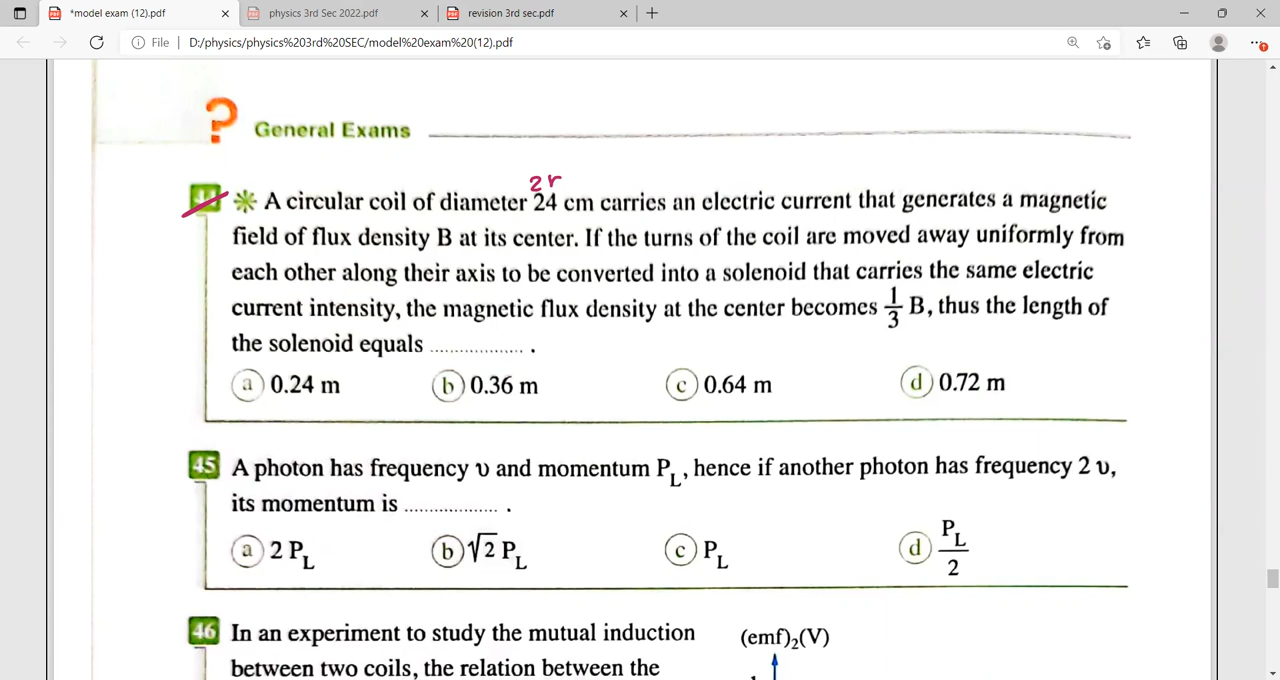 *model exam (12).pdf
physics 3rd Sec 2022.pdf
revision 3rd sec.pdf
File
D:/physics/physics%203rd%20SEC/model%20exam%20(12).pdf
?
General Exams
2r
A circular coil of diameter 24 cm carries an electric current that generates a magnetic
field of flux density B at its center. If the turns of the coil are moved away uniformly from
each other along their axis to be converted into a solenoid that carries the same electric
current intensity, the magnetic flux density at the center becomes 1/3 B, thus the length of
the solenoid equals .................. .
a 0.24 m
b 0.36 m
c 0.64 m
d 0.72 m
45 A photon has frequency υ and momentum P_L, hence if another photon has frequency 2 υ,
its momentum is .................. .
a 2 P_L
b √2 P_L
c P_L
d P_L/2
46 In an experiment to study the mutual induction
between two coils, the relation between the
(emf)₂(V)